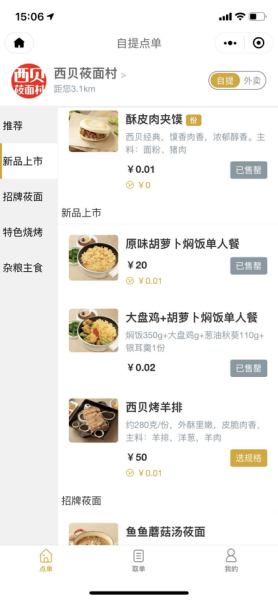 15:06
自提点单
西贝
莜面村
西贝莜面村 >
距您3.1km
自提 外卖
推荐
新品上市
招牌莜面
特色烧烤
杂粮主食
酥皮肉夹馍 份
西贝经典，馍香肉香，浓郁醇香。主
料：面粉、猪肉
￥0.01
已售罄
￥0
新品上市
原味胡萝卜焖饭单人餐
￥20
已售罄
￥0.01
大盘鸡+胡萝卜焖饭单人餐
焖饭350g+大盘鸡g+葱油秋葵110g+
银耳羹1份
￥0.02
已售罄
西贝烤羊排
约280克/份，外酥里嫩，皮脆肉香，
主料：羊排，洋葱，羊肉
￥50
选规格
￥0.01
招牌莜面
鱼鱼蘑菇汤莜面
点单
取单
我的